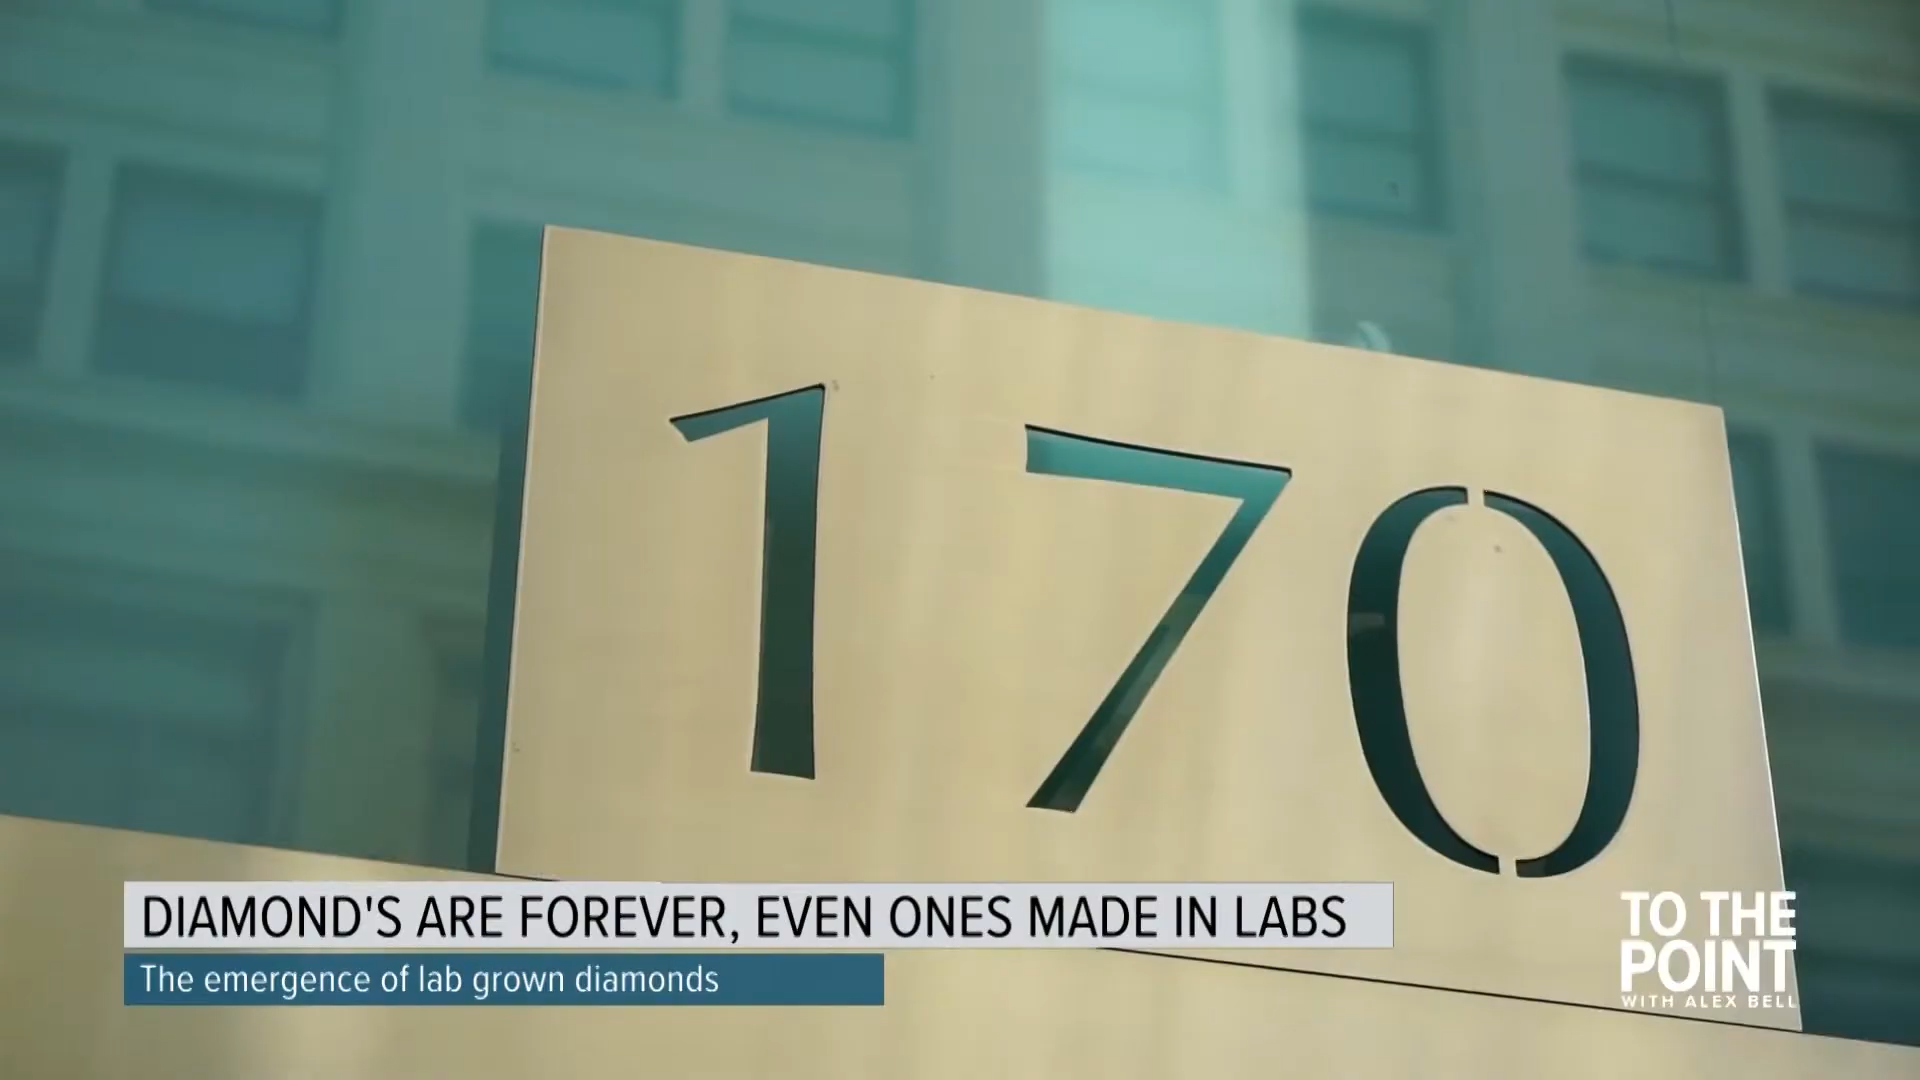 170
DIAMOND'S ARE FOREVER, EVEN ONES MADE IN LABS
The emergence of lab grown diamonds
TO THE
POINT
WITH ALEX BELL